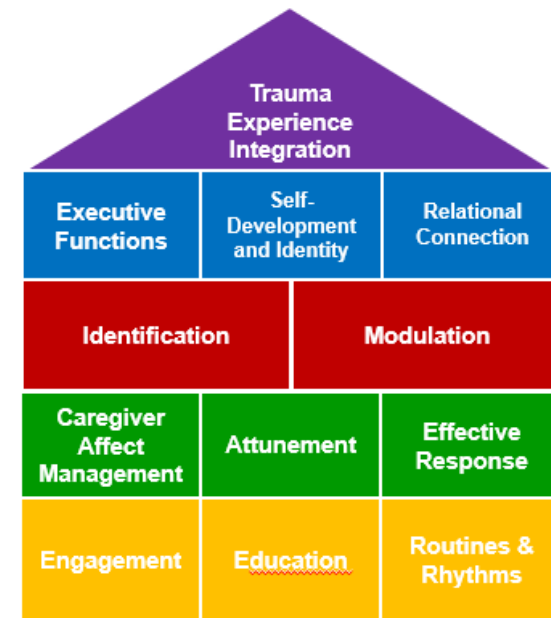 Trauma
Experience
Integration
Executive
Functions
Self-
Development
and Identity
Relational
Connection
Identification
Modulation
Caregiver
Affect
Management
Attunement
Effective
Response
Engagement
Education
Routines &
Rhythms